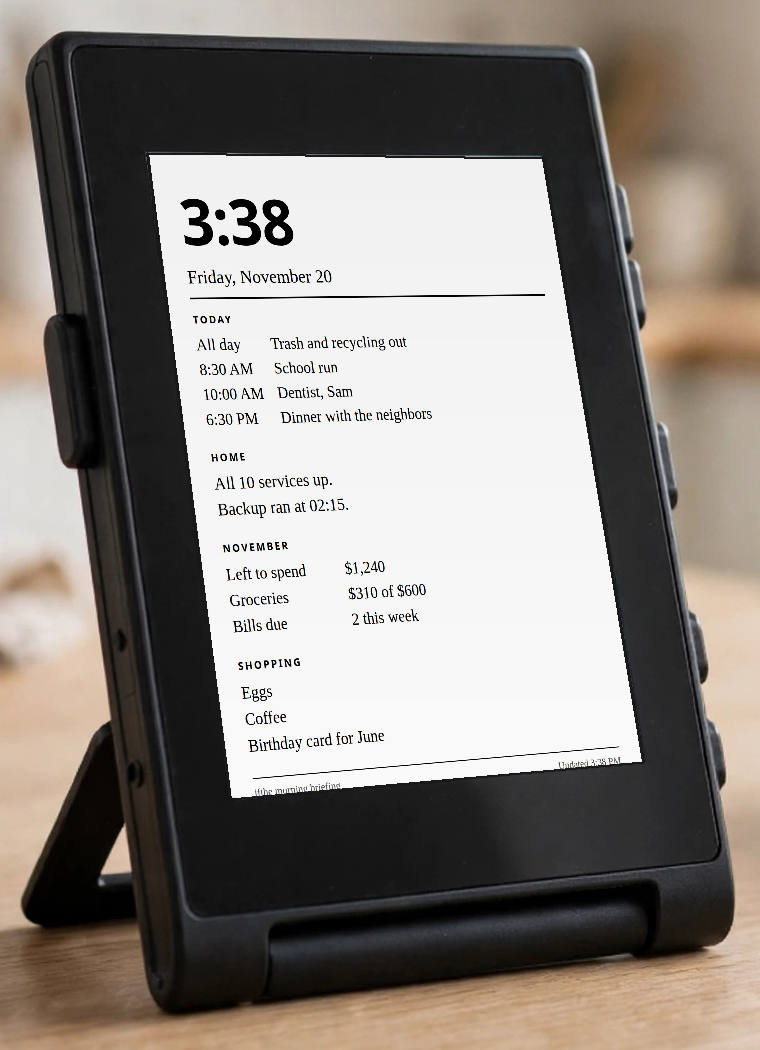 3:38
Friday, November 20
TODAY
All day Trash and recycling out
8:30 AM School run
10:00 AM Dentist, Sam
6:30 PM Dinner with the neighbors
HOME
All 10 services up.
Backup ran at 02:15.
NOVEMBER
Left to spend $1,240
Groceries $310 of $600
Bills due 2 this week
SHOPPING
Eggs
Coffee
Birthday card for June
the morning briefing Updated 3:38 PM